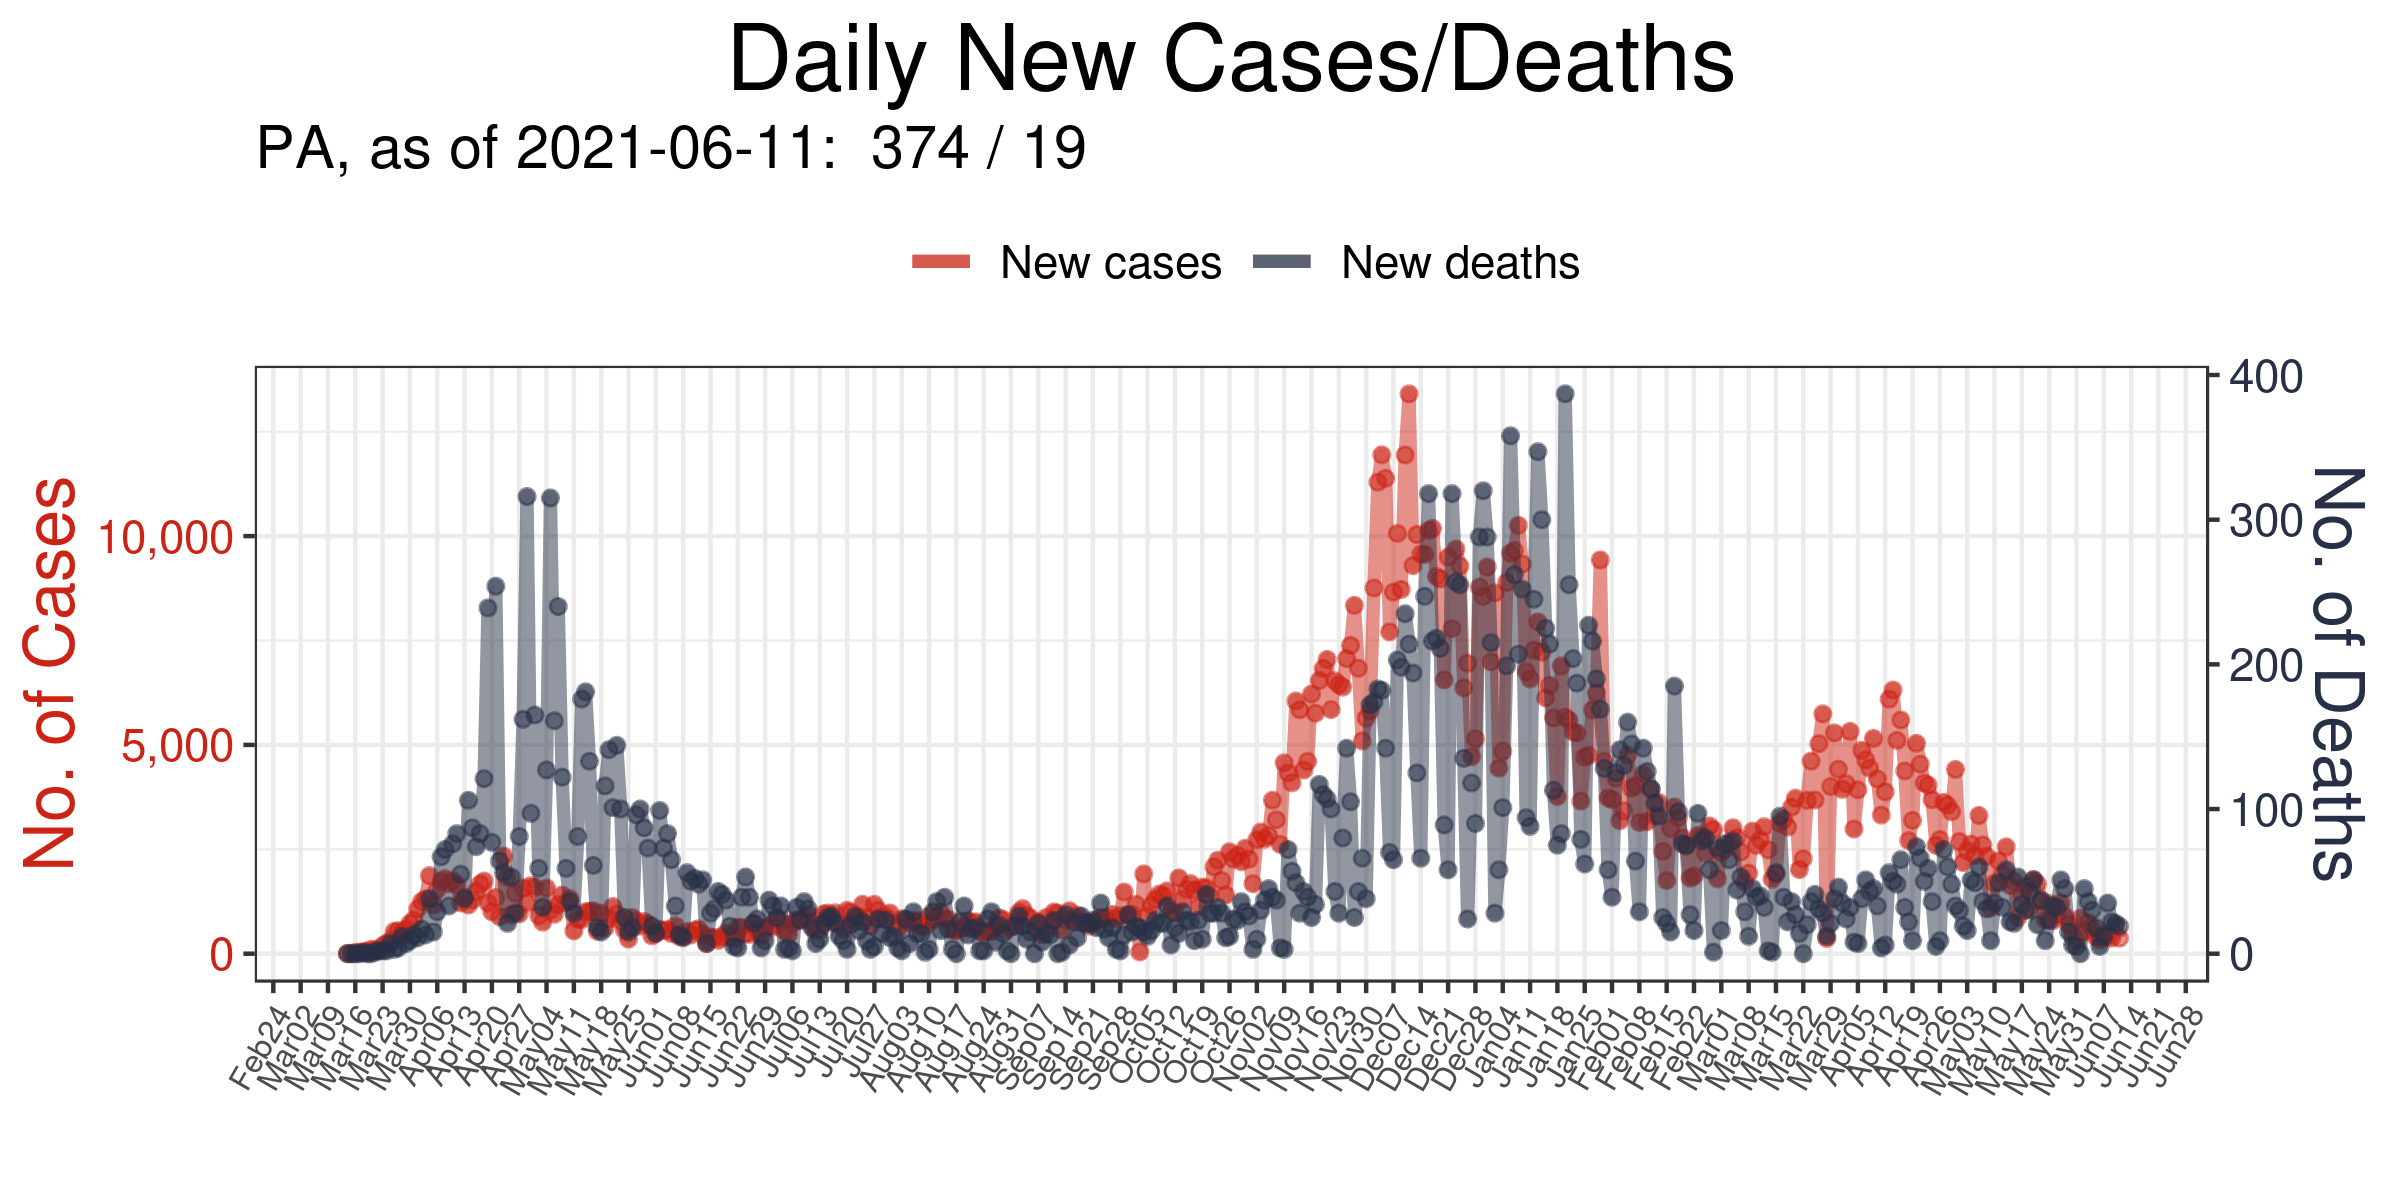 Daily New Cases/Deaths
PA, as of 2021-06-11:  374 / 19
New cases New deaths
No. of Cases
10,000
5,000
0
400
300
200
100
0
No. of Deaths
Feb24 Mar02 Mar09 Mar16 Mar23 Mar30 Apr06 Apr13 Apr20 Apr27 May04 May11 May18 May25 Jun01 Jun08 Jun15 Jun22 Jun29 Jul06 Jul13 Jul20 Jul27 Aug03 Aug10 Aug17 Aug24 Aug31 Sep07 Sep14 Sep21 Sep28 Oct05 Oct12 Oct19 Oct26 Nov02 Nov09 Nov16 Nov23 Nov30 Dec07 Dec14 Dec21 Dec28 Jan04 Jan11 Jan18 Jan25 Feb01 Feb08 Feb15 Feb22 Mar01 Mar08 Mar15 Mar22 Mar29 Apr05 Apr12 Apr19 Apr26 May03 May10 May17 May24 May31 Jun07 Jun14 Jun21 Jun28